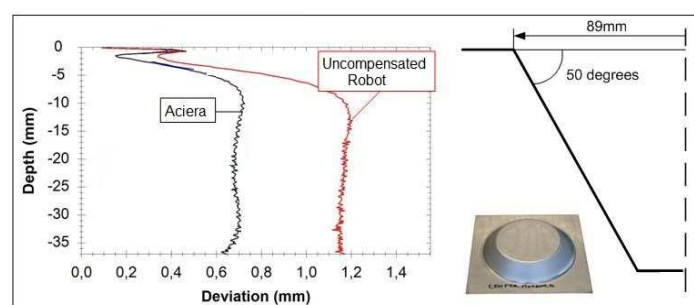 0
-5
-10
-15
-20
-25
-30
-35
Depth (mm)
0,0 0,2 0,4 0,6 0,8 1,0 1,2 1,4
Deviation (mm)
Aciera
Uncompensated
Robot
89mm
50 degrees